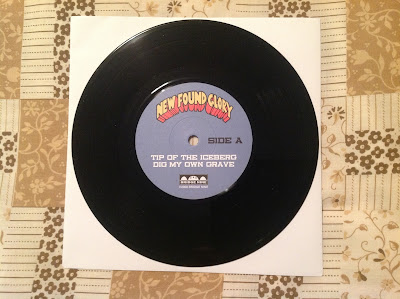 NEW FOUND GLORY
SIDE A
TIP OF THE ICEBERG
DIG MY OWN GRAVE